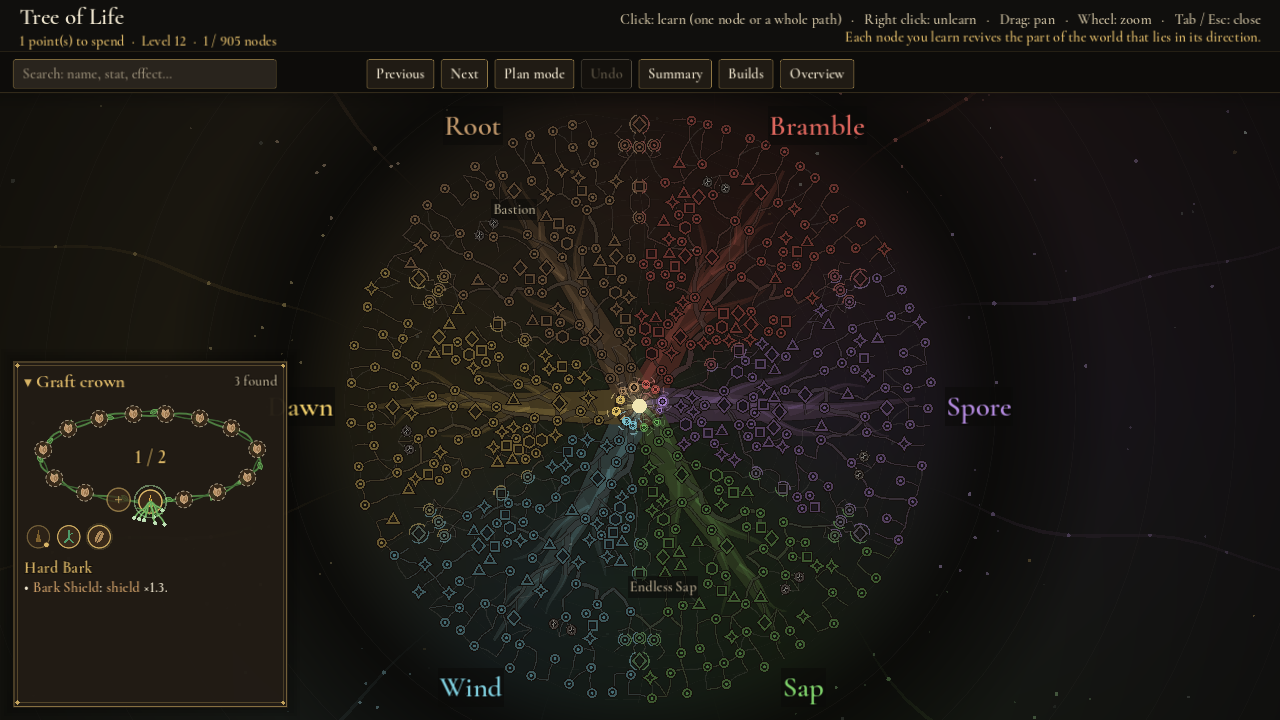 Tree of Life
1 point(s) to spend · Level 12 · 1 / 905 nodes
Click: learn (one node or a whole path) · Right click: unlearn · Drag: pan · Wheel: zoom · Tab / Esc: close
Each node you learn revives the part of the world that lies in its direction.
Search: name, stat, effect...
Previous
Next
Plan mode
Undo
Summary
Builds
Overview
Root
Bramble
Bastion
▾ Graft crown
3 found
1 / 2
Hard Bark
• Bark Shield: shield ×1.3.
awn
Spore
Endless Sap
Wind
Sap